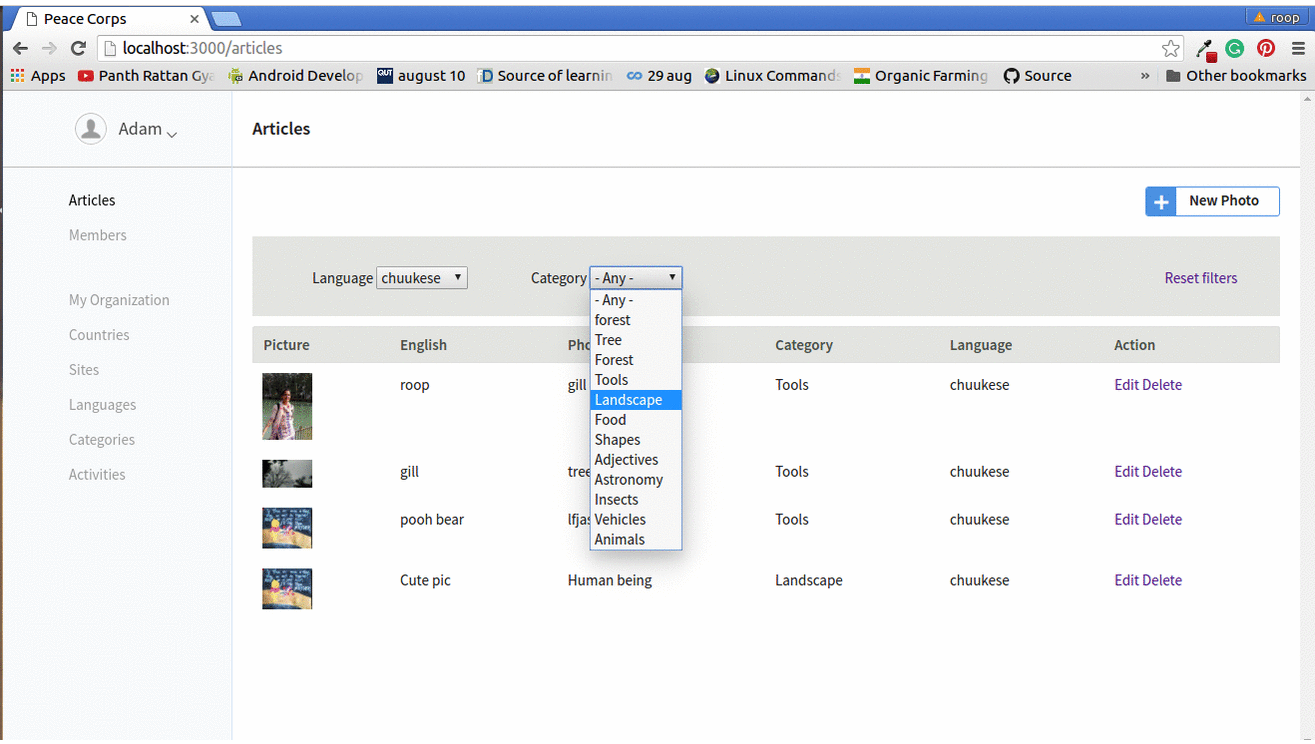 Peace Corps
roop
localhost:3000/articles
Apps Panth Rattan Gy Android Develop august 10 Source of learnin 29 aug Linux Commands Organic Farming Source » Other bookmarks
Adam
Articles
Articles
Members
My Organization
Countries
Sites
Languages
Categories
Activities
+ New Photo
Language chuukese Category - Any - Reset filters
- Any -
forest
Tree
Forest
Tools
Landscape
Food
Shapes
Adjectives
Astronomy
Insects
Vehicles
Animals
Picture English Pho Category Language Action
roop gill Tools chuukese Edit Delete
gill tree Tools chuukese Edit Delete
pooh bear lfjas Tools chuukese Edit Delete
Cute pic Human being Landscape chuukese Edit Delete